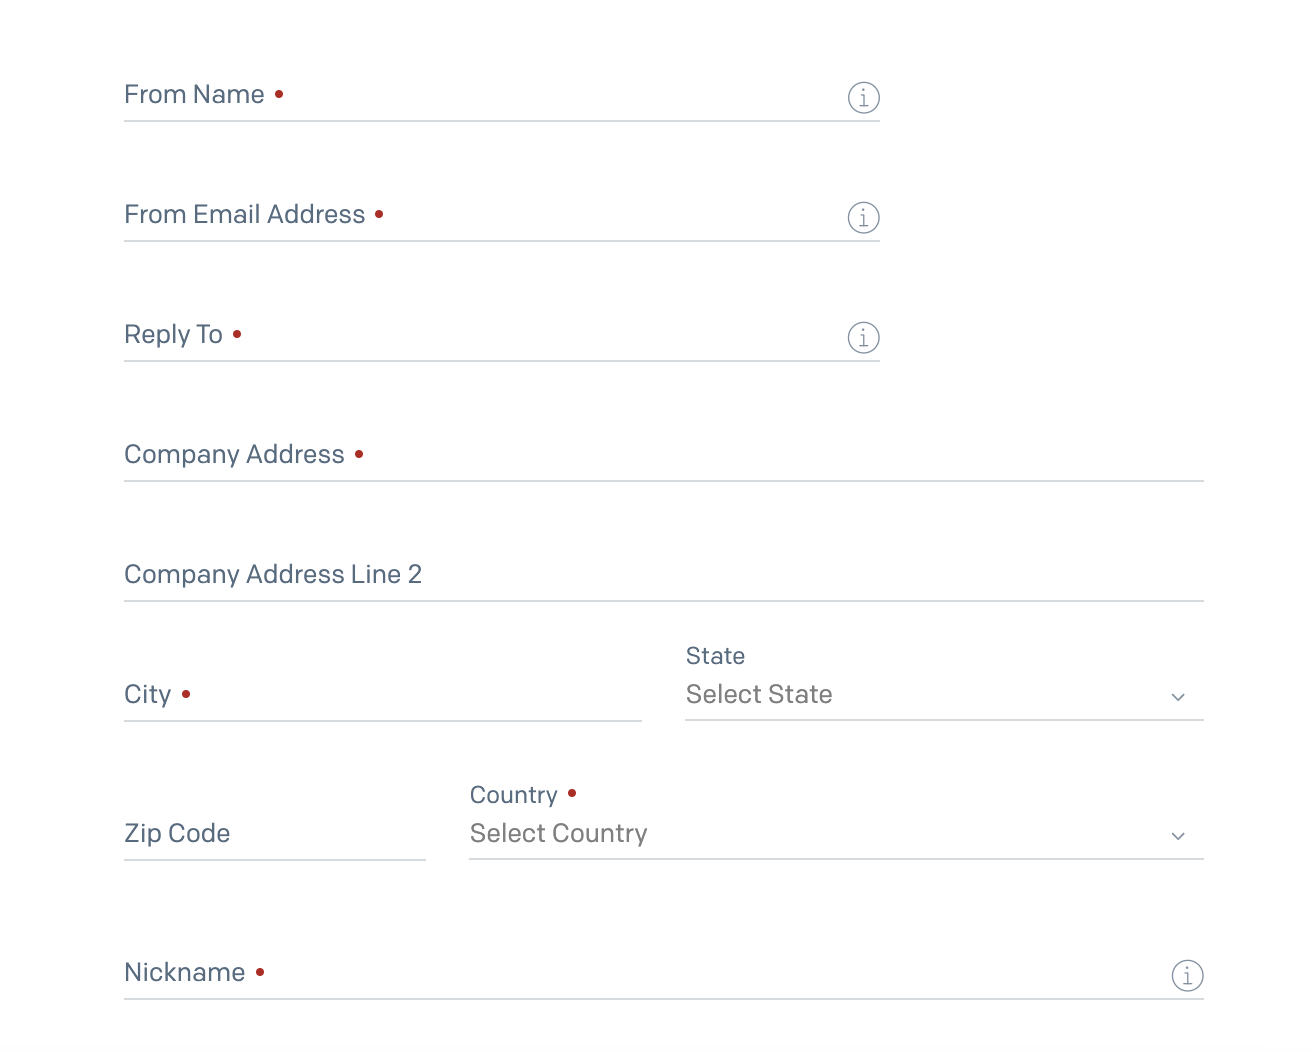 From Name •
From Email Address •
Reply To •
Company Address •
Company Address Line 2
State
City •
Select State
Country •
Zip Code
Select Country
Nickname •